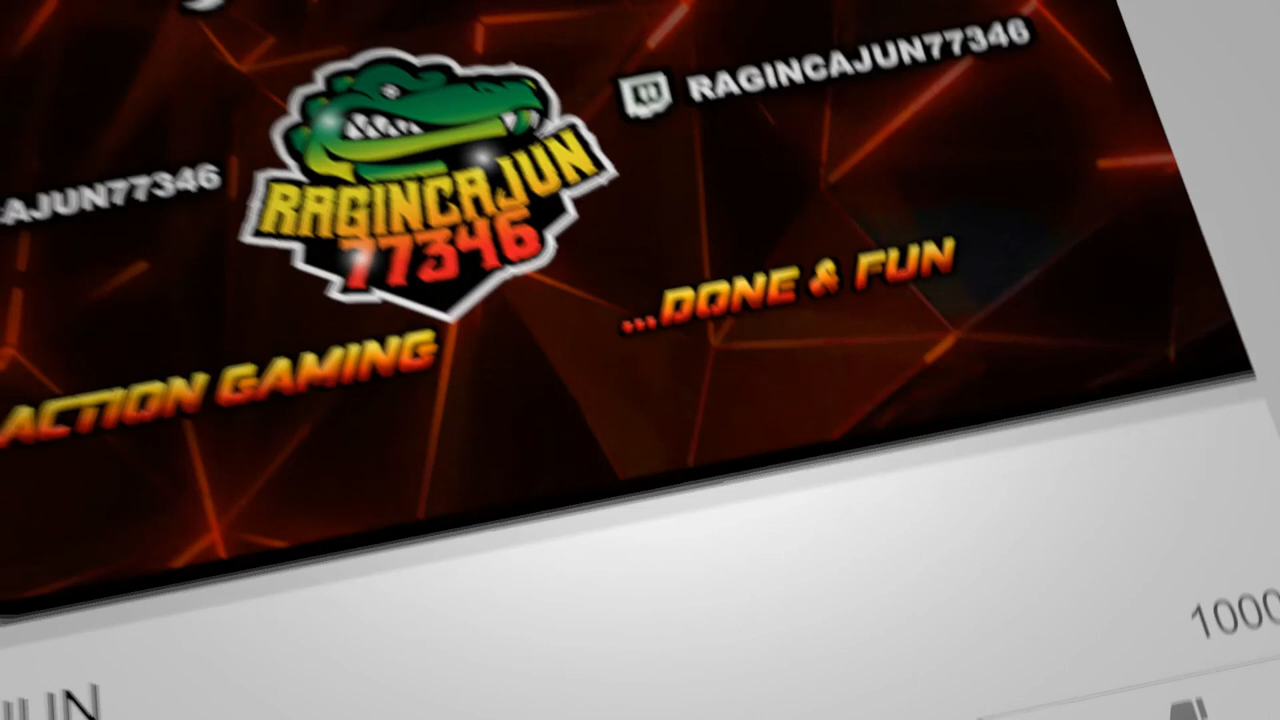 RAGINCAJUN77346
AJUN77346
RAGINCAJUN
77346
...DONE & FUN
ACTION GAMING
1000